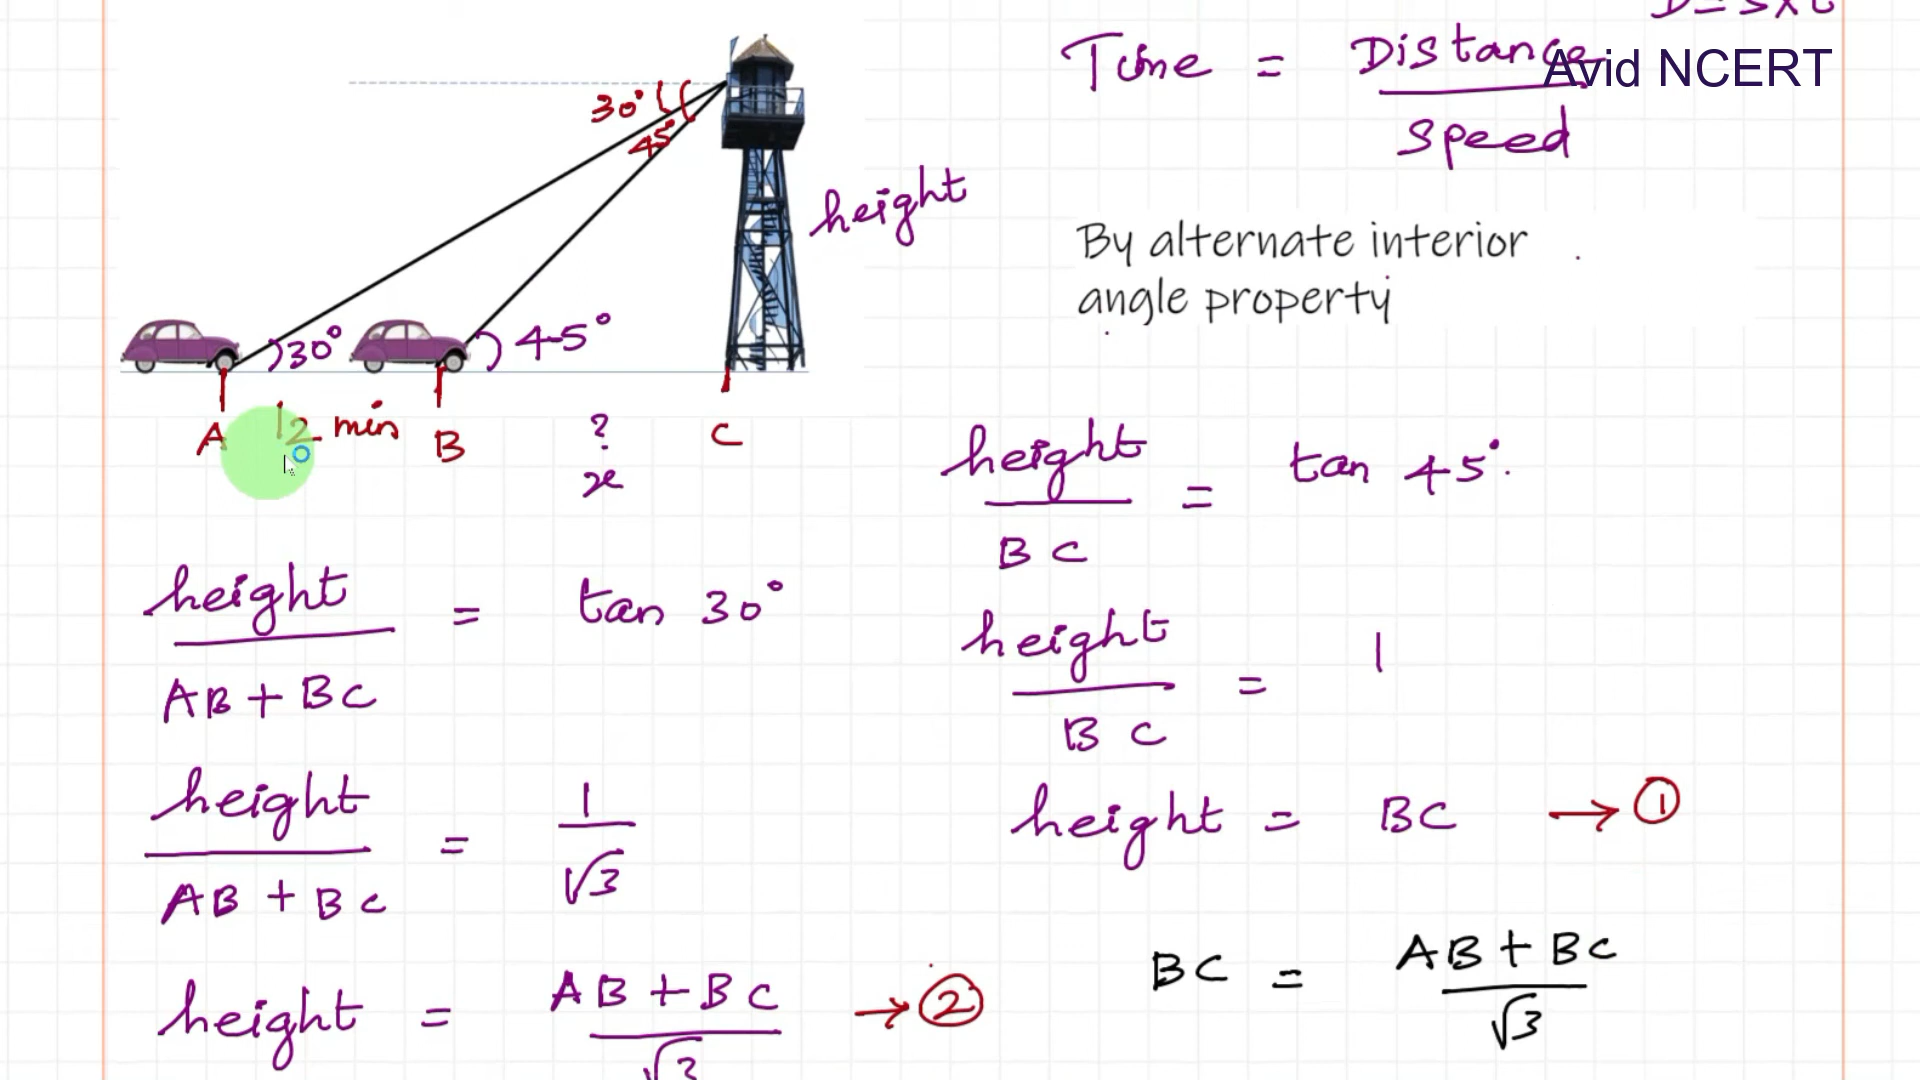 D = S × t
Time = Distance
Speed
Avid NCERT
30°
45°
height
By alternate interior
angle property
30°
45°
A 12 min B ? C
x
height = tan 45°
BC
height = tan 30°
AB + BC
height = 1
BC
height = 1
AB + BC √3
height = BC → ①
BC = AB + BC
√3
height = AB + BC → ②
√3